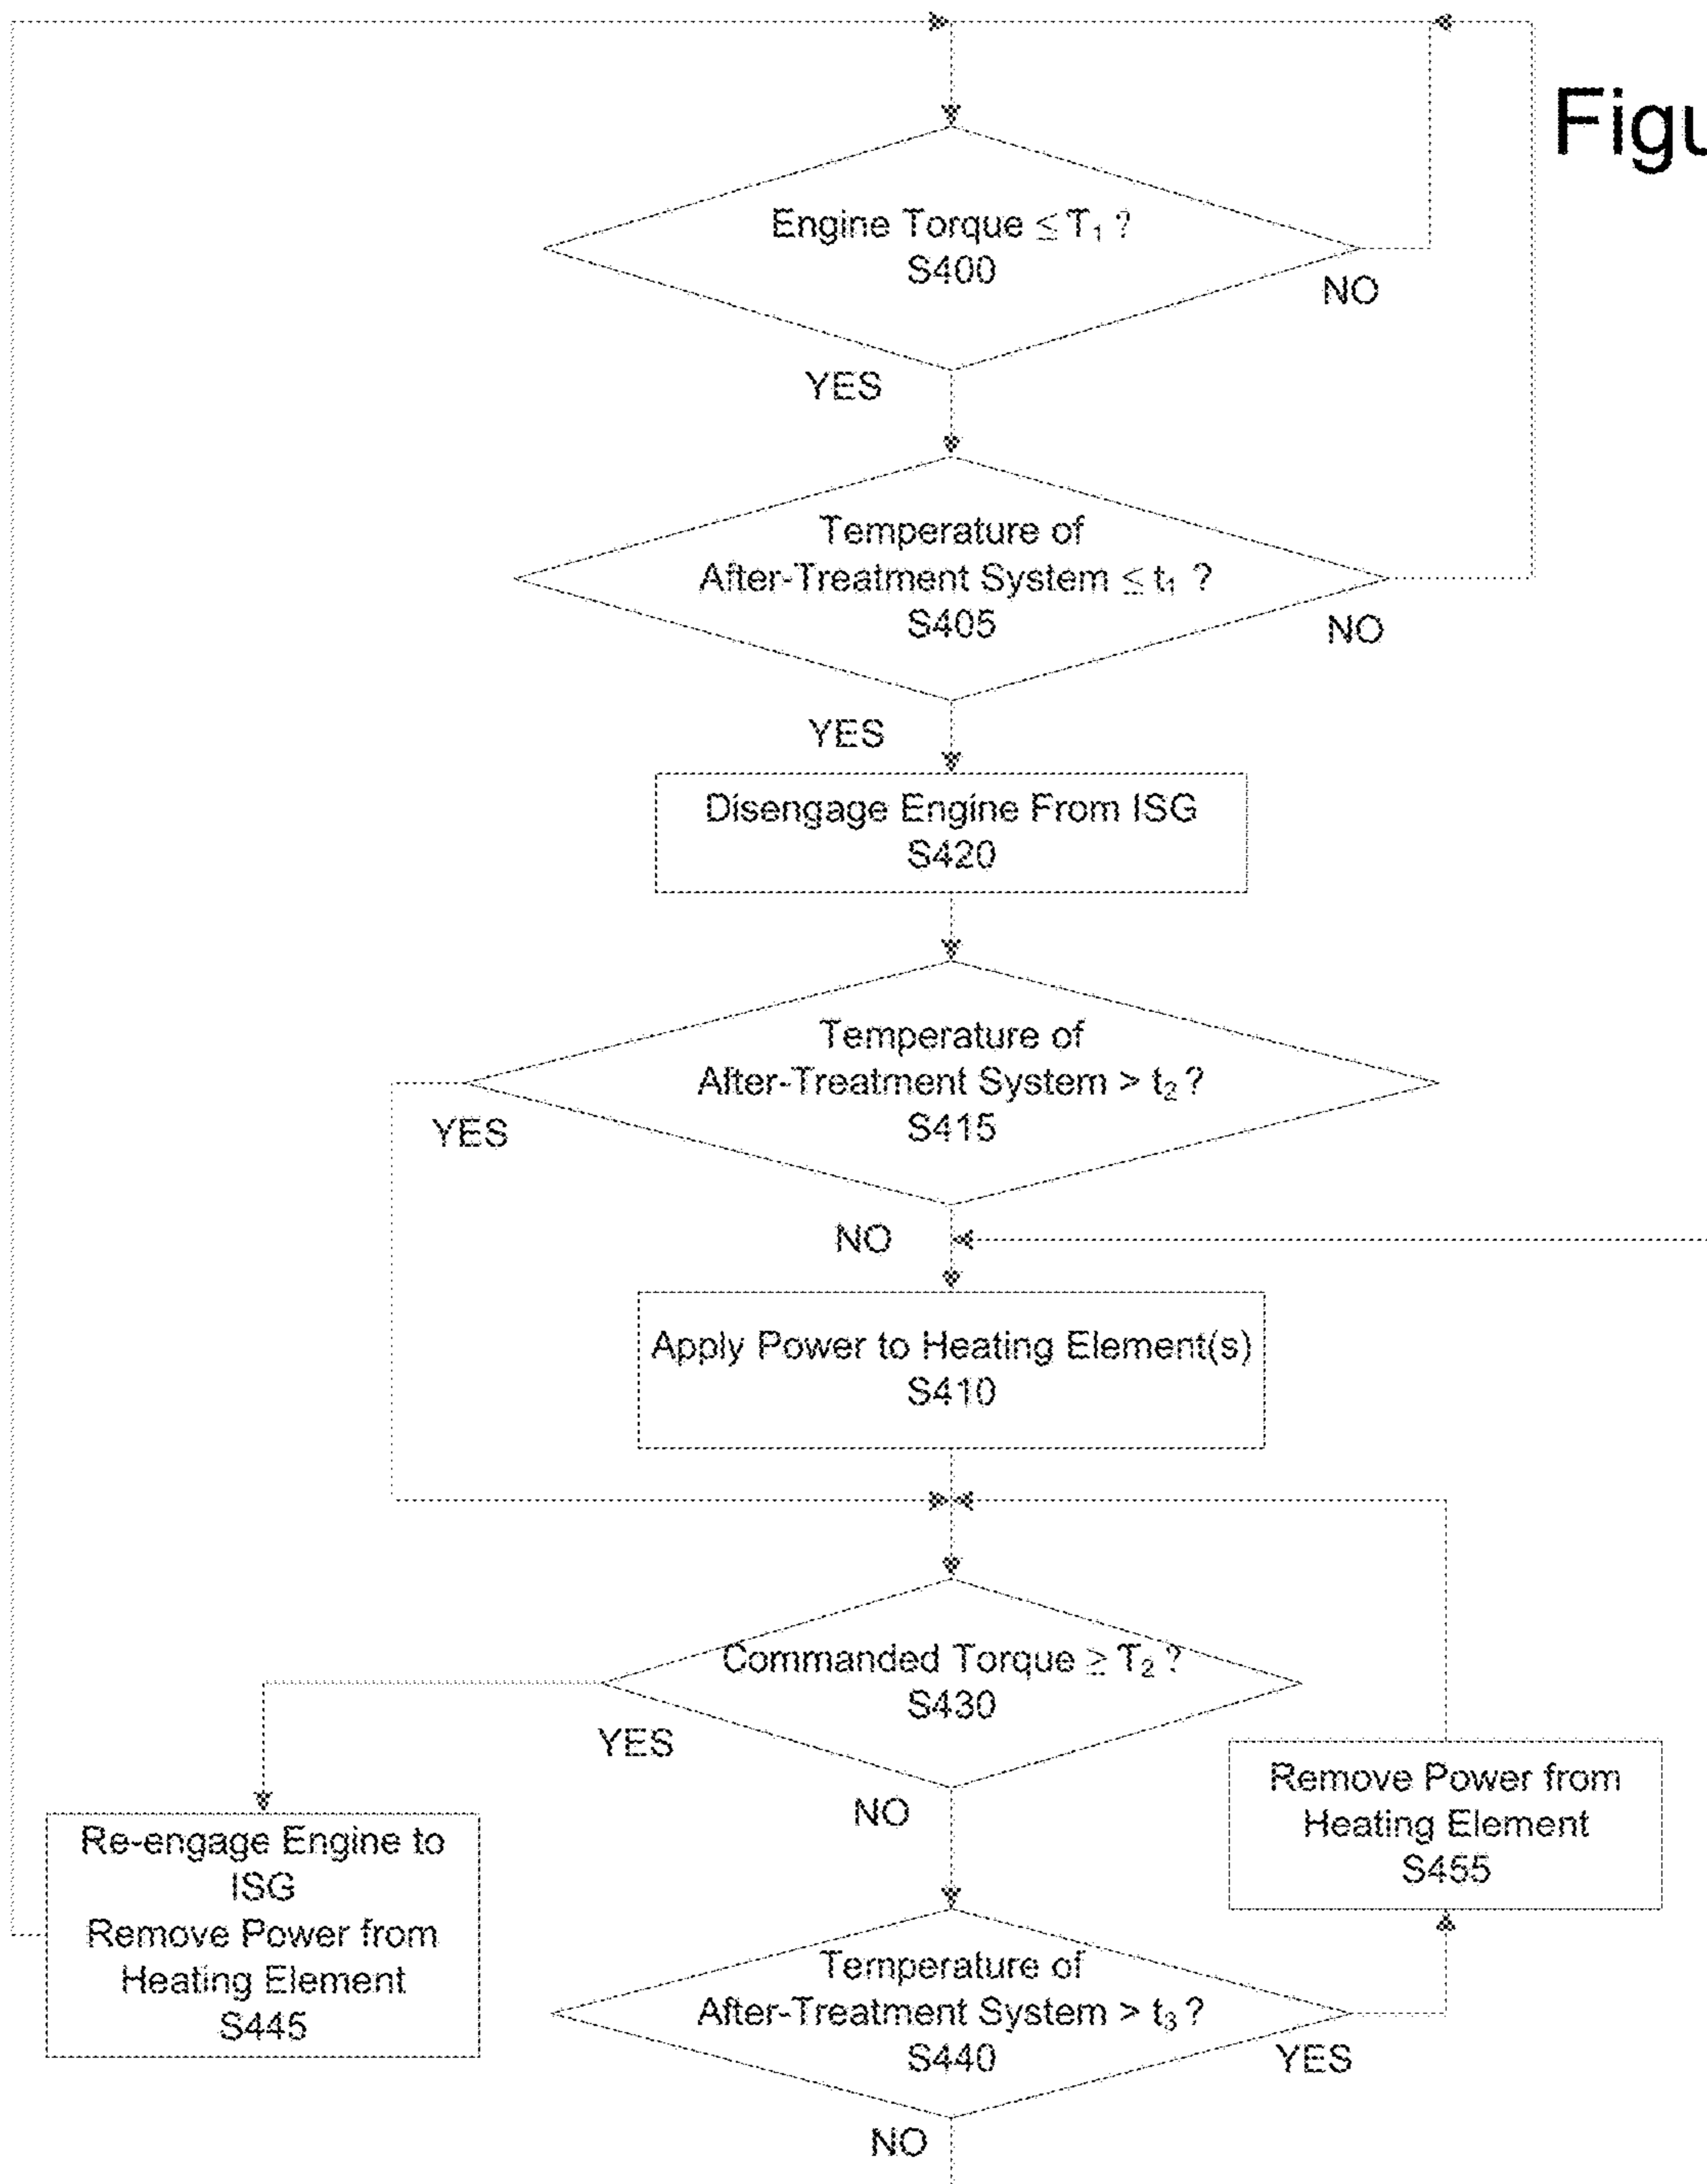 Figu
Engine Torque ≤ T₁ ?
S400
NO
YES
Temperature of
After-Treatment System ≤ t₁ ?
S405
NO
YES
Disengage Engine From ISG
S420
Temperature of
After-Treatment System > t₂ ?
S415
YES
NO
Apply Power to Heating Element(s)
S410
Commanded Torque ≥ T₂ ?
S430
YES
NO
Remove Power from
Heating Element
S455
Re-engage Engine to
ISG
Remove Power from
Heating Element
S445
Temperature of
After-Treatment System > t₃ ?
S440
YES
NO